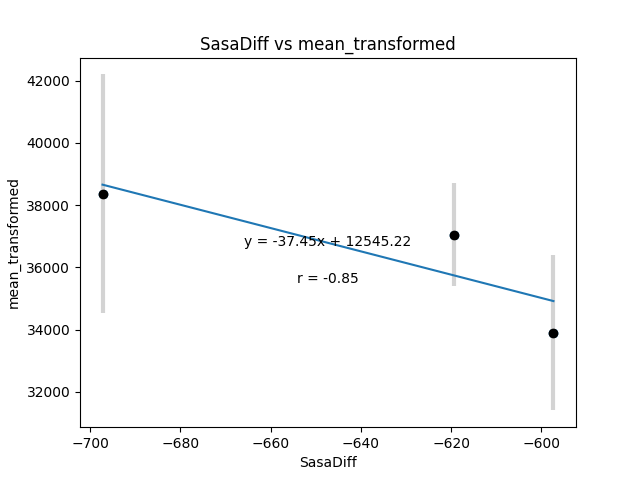 SasaDiff vs mean_transformed
42000
40000
38000
36000
34000
32000
mean_transformed
y = -37.45x + 12545.22
r = -0.85
−700
−680
−660
−640
−620
−600
SasaDiff